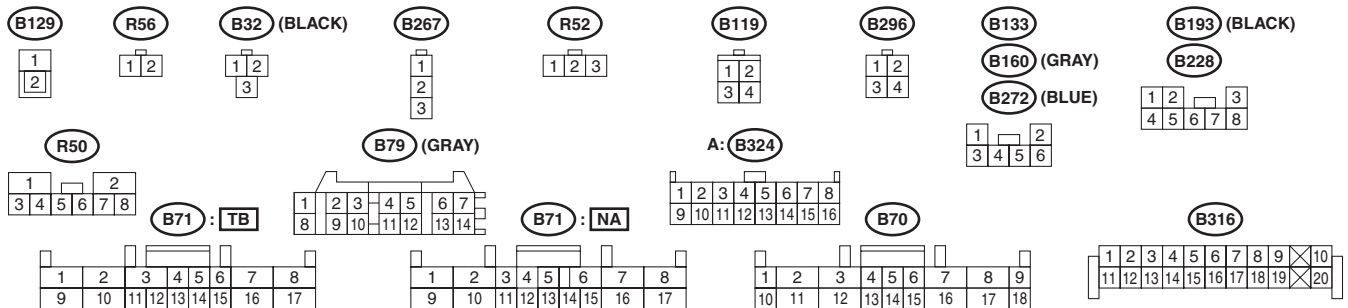 B129 R56 B32 (BLACK) B267 R52 B119 B296 B133 B193 (BLACK)
B160 (GRAY) B228
B272 (BLUE)
1
2
1 2
1 2
3
1
2
3
1 2 3
1 2
3 4
1 2
3 4
1 2
3 4 5 6
1 2 3
4 5 6 7 8
R50 B79 (GRAY) A: B324
1 2
3 4 5 6 7 8
1 2 3 4 5 6 7
8 9 10 11 12 13 14
1 2 3 4 5 6 7 8
9 10 11 12 13 14 15 16
B71 : TB B71 : NA B70 B316
1 2 3 4 5 6 7 8
9 10 11 12 13 14 15 16 17
1 2 3 4 5 6 7 8
9 10 11 12 13 14 15 16 17
1 2 3 4 5 6 7 8 9
10 11 12 13 14 15 16 17 18
1 2 3 4 5 6 7 8 9 10
11 12 13 14 15 16 17 18 19 20